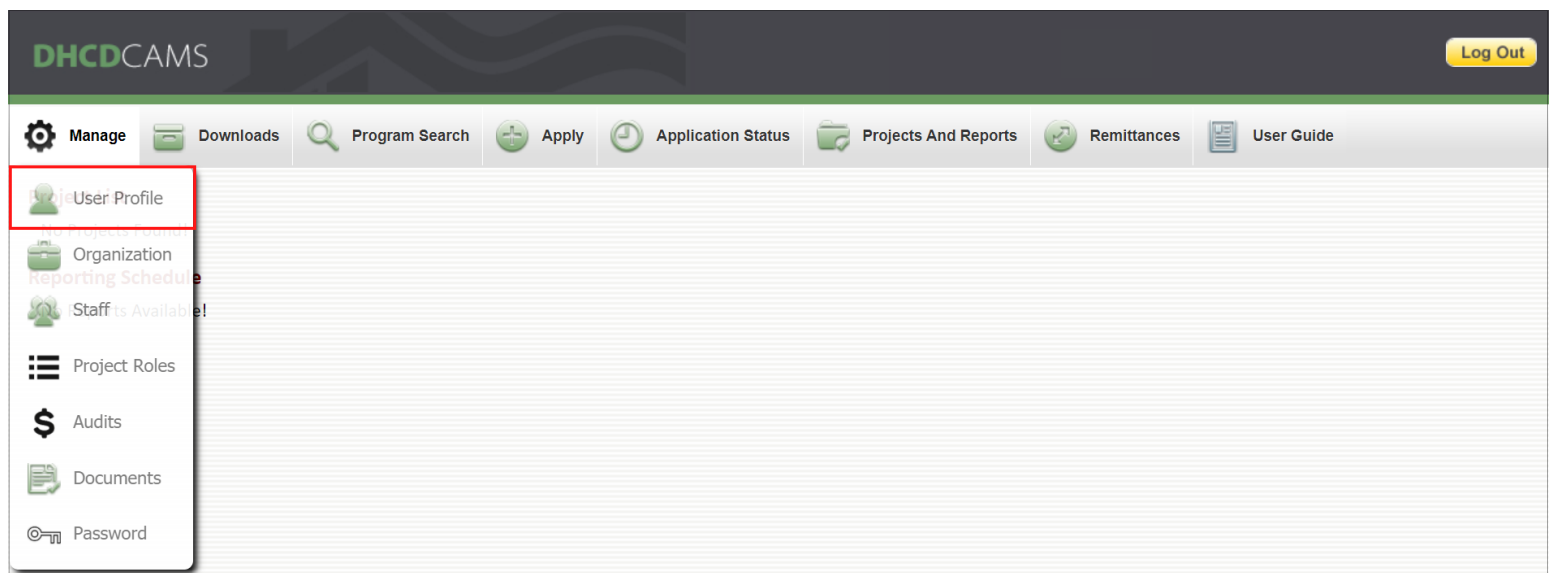 DHCDCAMS
Log Out
Manage Downloads Program Search Apply Application Status Projects And Reports Remittances User Guide
User Profile
Organization
Reporting Schedule
Staff
Project Roles
Audits
Documents
Password